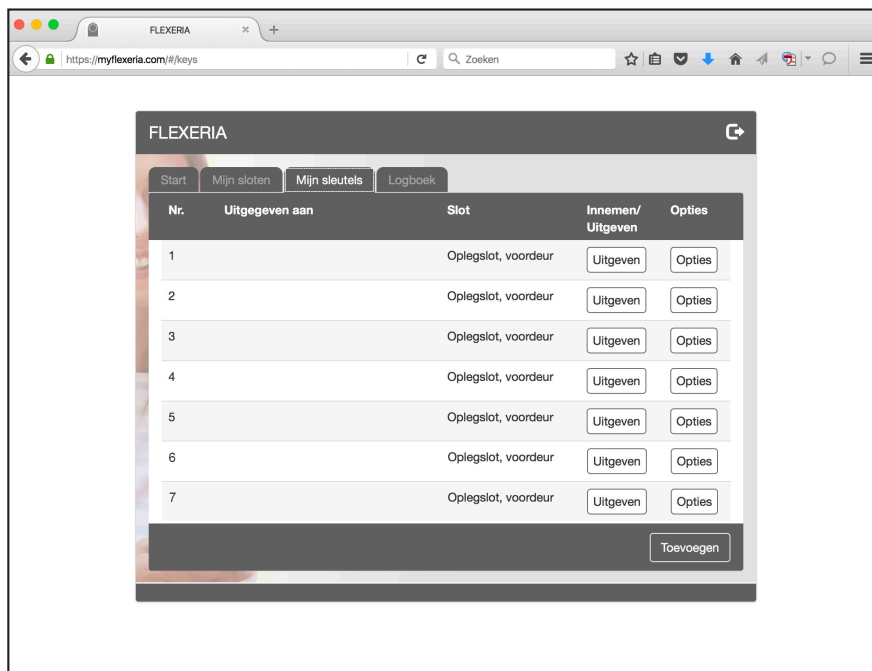 FLEXERIA
https://myflexeria.com/#/keys
Zoeken
FLEXERIA
Start Mijn sloten Mijn sleutels Logboek
Nr. Uitgegeven aan Slot Innemen/ Opties
Uitgeven
1 Oplegslot, voordeur Uitgeven Opties
2 Oplegslot, voordeur Uitgeven Opties
3 Oplegslot, voordeur Uitgeven Opties
4 Oplegslot, voordeur Uitgeven Opties
5 Oplegslot, voordeur Uitgeven Opties
6 Oplegslot, voordeur Uitgeven Opties
7 Oplegslot, voordeur Uitgeven Opties
Toevoegen